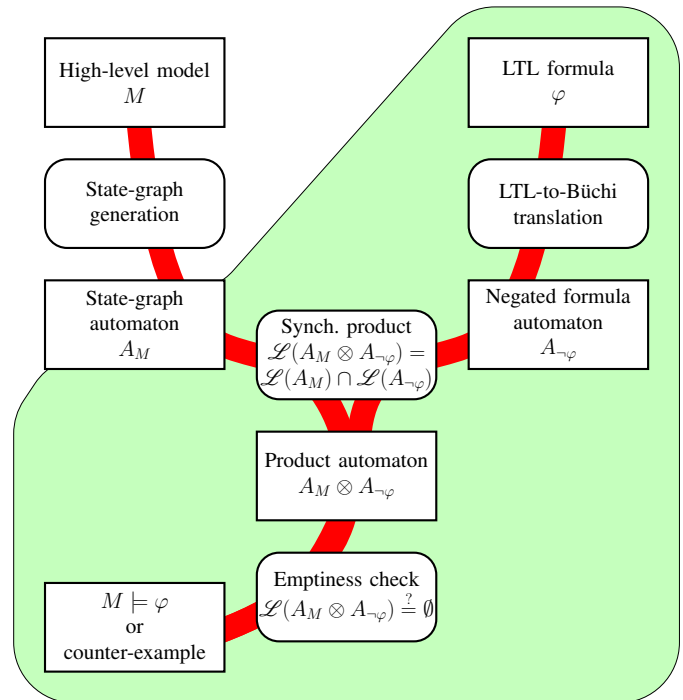 High-level model
M
LTL formula
φ
State-graph
generation
LTL-to-Büchi
translation
State-graph
automaton
A_M
Synch. product
ℒ(A_M ⊗ A_¬φ) =
ℒ(A_M) ∩ ℒ(A_¬φ)
Negated formula
automaton
A_¬φ
Product automaton
A_M ⊗ A_¬φ
Emptiness check
ℒ(A_M ⊗ A_¬φ) ≟ ∅
M ⊨ φ
or
counter-example